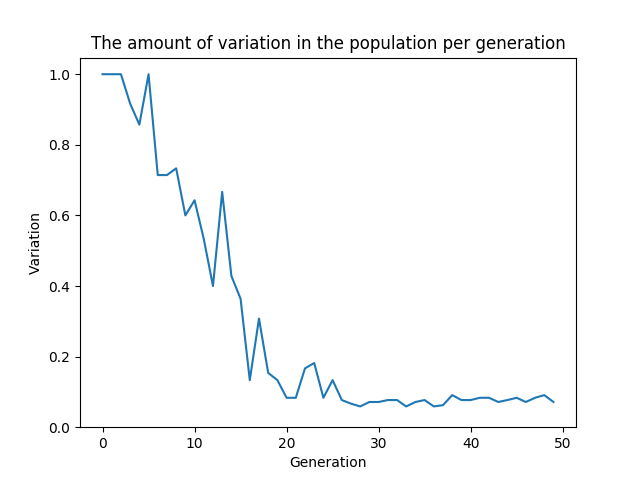 The amount of variation in the population per generation
1.0
0.8
0.6
0.4
0.2
0.0
Variation
0 10 20 30 40 50
Generation